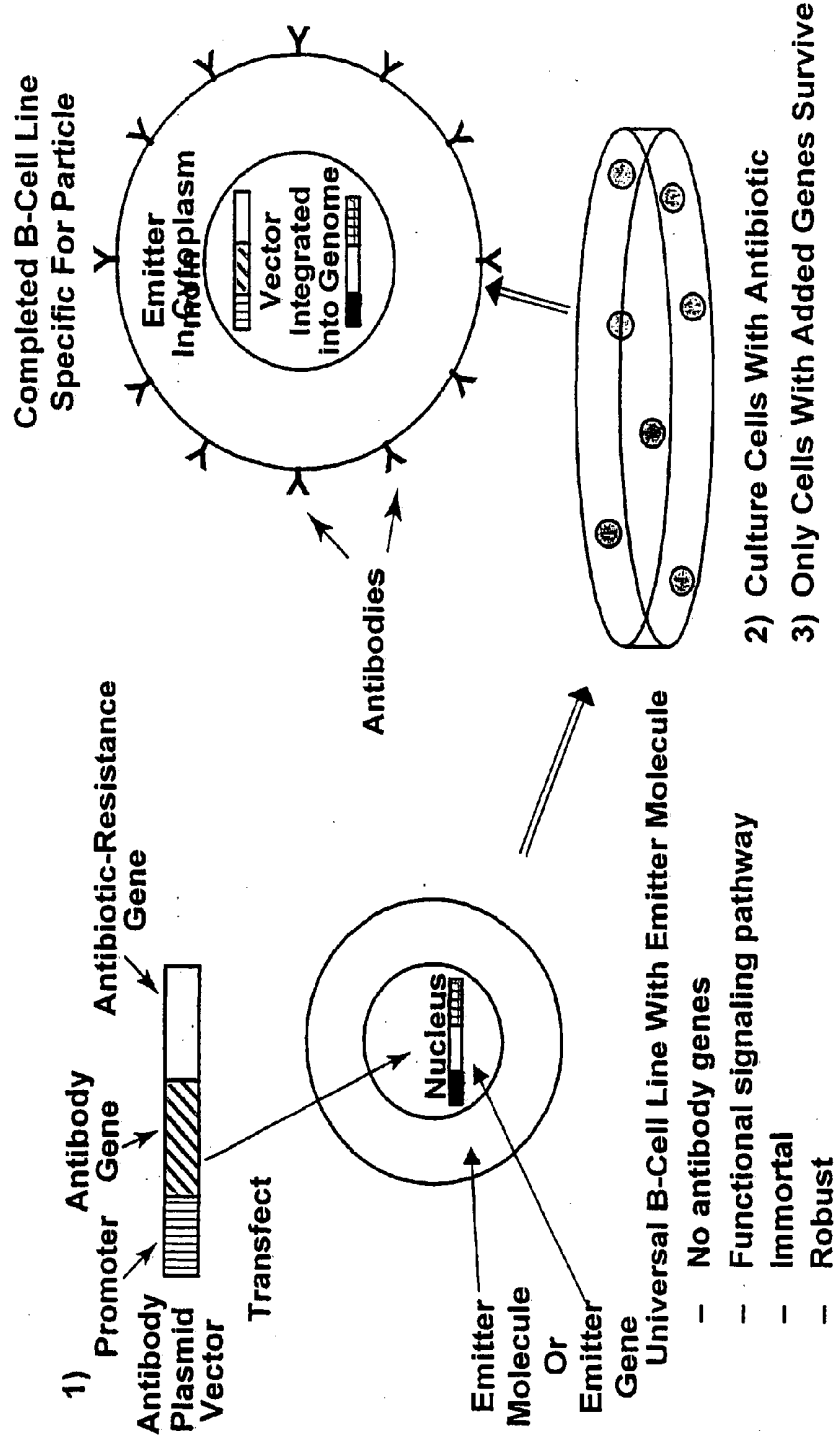 1)
Promoter
Antibody
Gene
Antibiotic-Resistance
Gene
Antibody
Plasmid
Vector
Transfect
Nucleus
Emitter
Molecule
Or
Emitter
Gene
Universal B-Cell Line With Emitter Molecule
– No antibody genes
– Functional signaling pathway
– Immortal
– Robust
2) Culture Cells With Antibiotic
3) Only Cells With Added Genes Survive
Completed B-Cell Line
Specific For Particle
Antibodies
Emitter
In
Cytoplasm
Vector
Integrated
into Genome